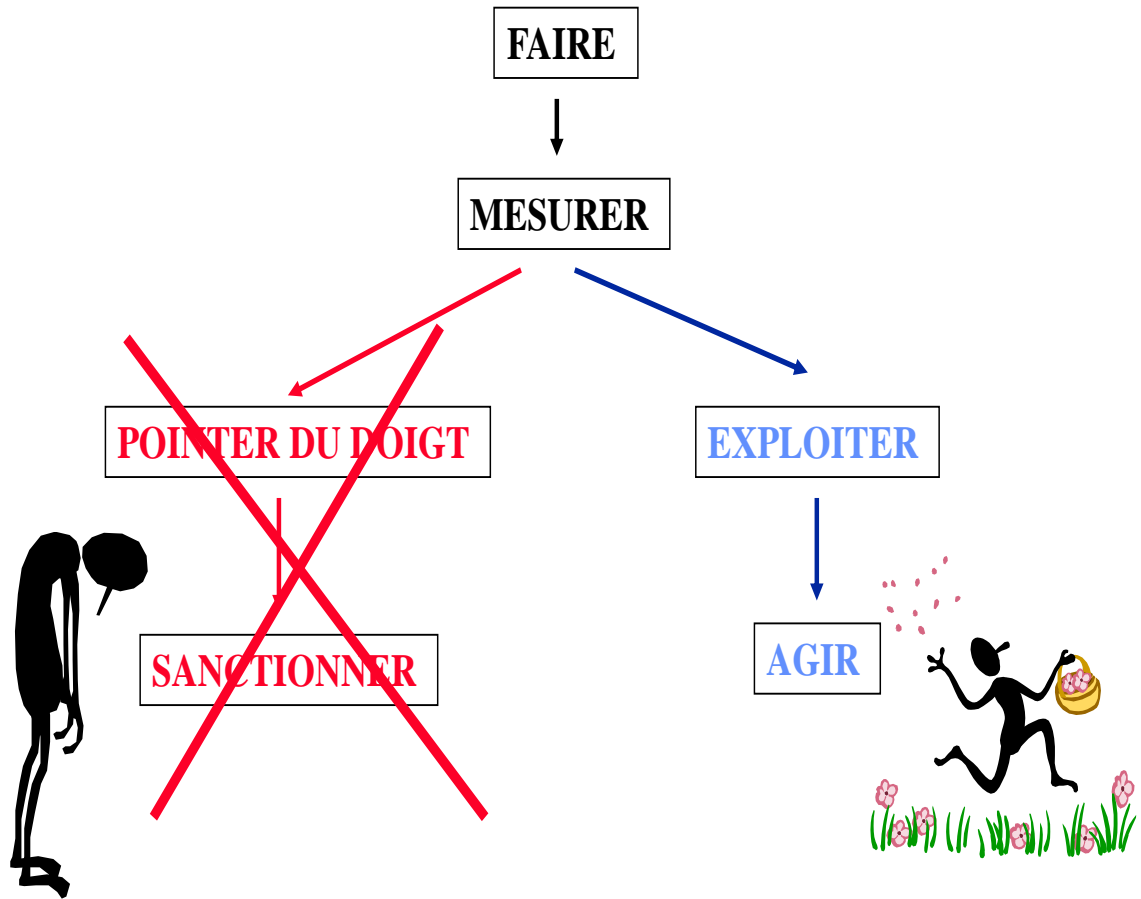 FAIRE
MESURER
POINTER DU DOIGT
EXPLOITER
SANCTIONNER
AGIR